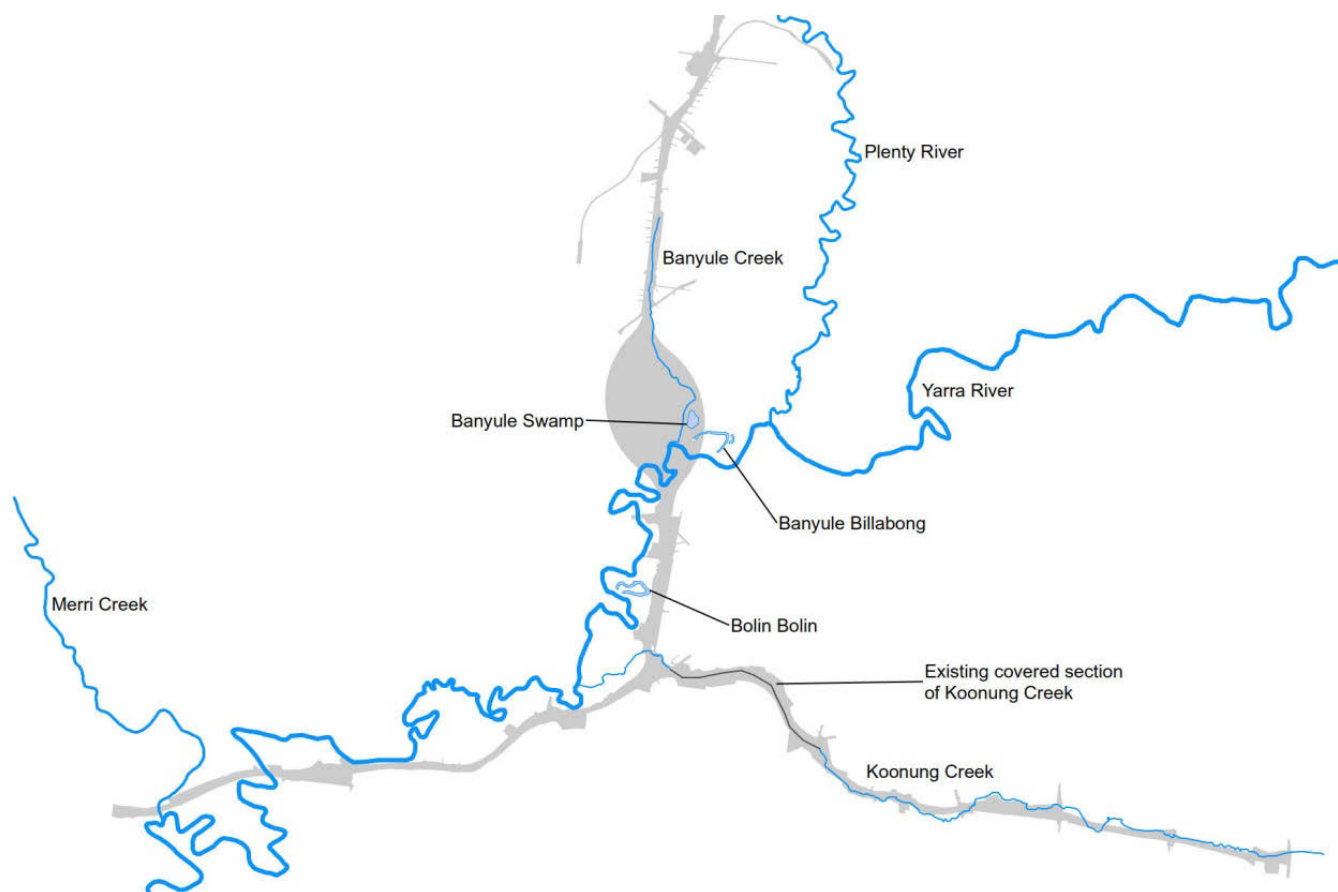 Plenty River
Banyule Creek
Yarra River
Banyule Swamp
Banyule Billabong
Merri Creek
Bolin Bolin
Existing covered section
of Koonung Creek
Koonung Creek